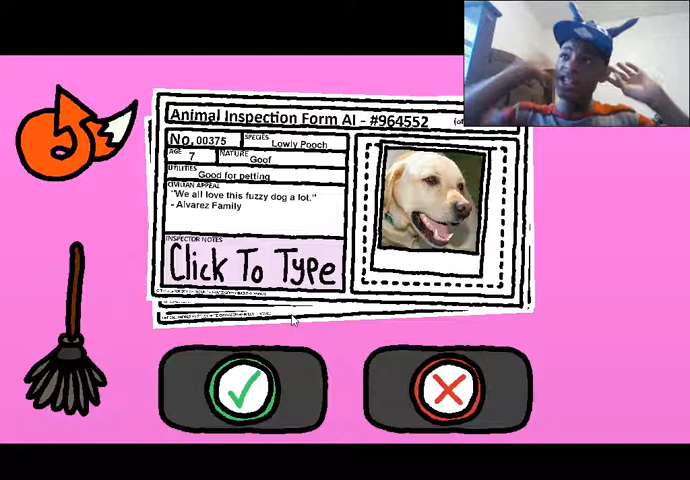 Animal Inspection Form AI - #964552
No. 00375
SPECIES
Lowly Pooch
AGE
7
NATURE
Goof
UTILITIES
Good for petting
CIVILIAN APPEAL
"We all love this fuzzy dog a lot."
- Alvarez Family
INSPECTOR NOTES
Click To Type